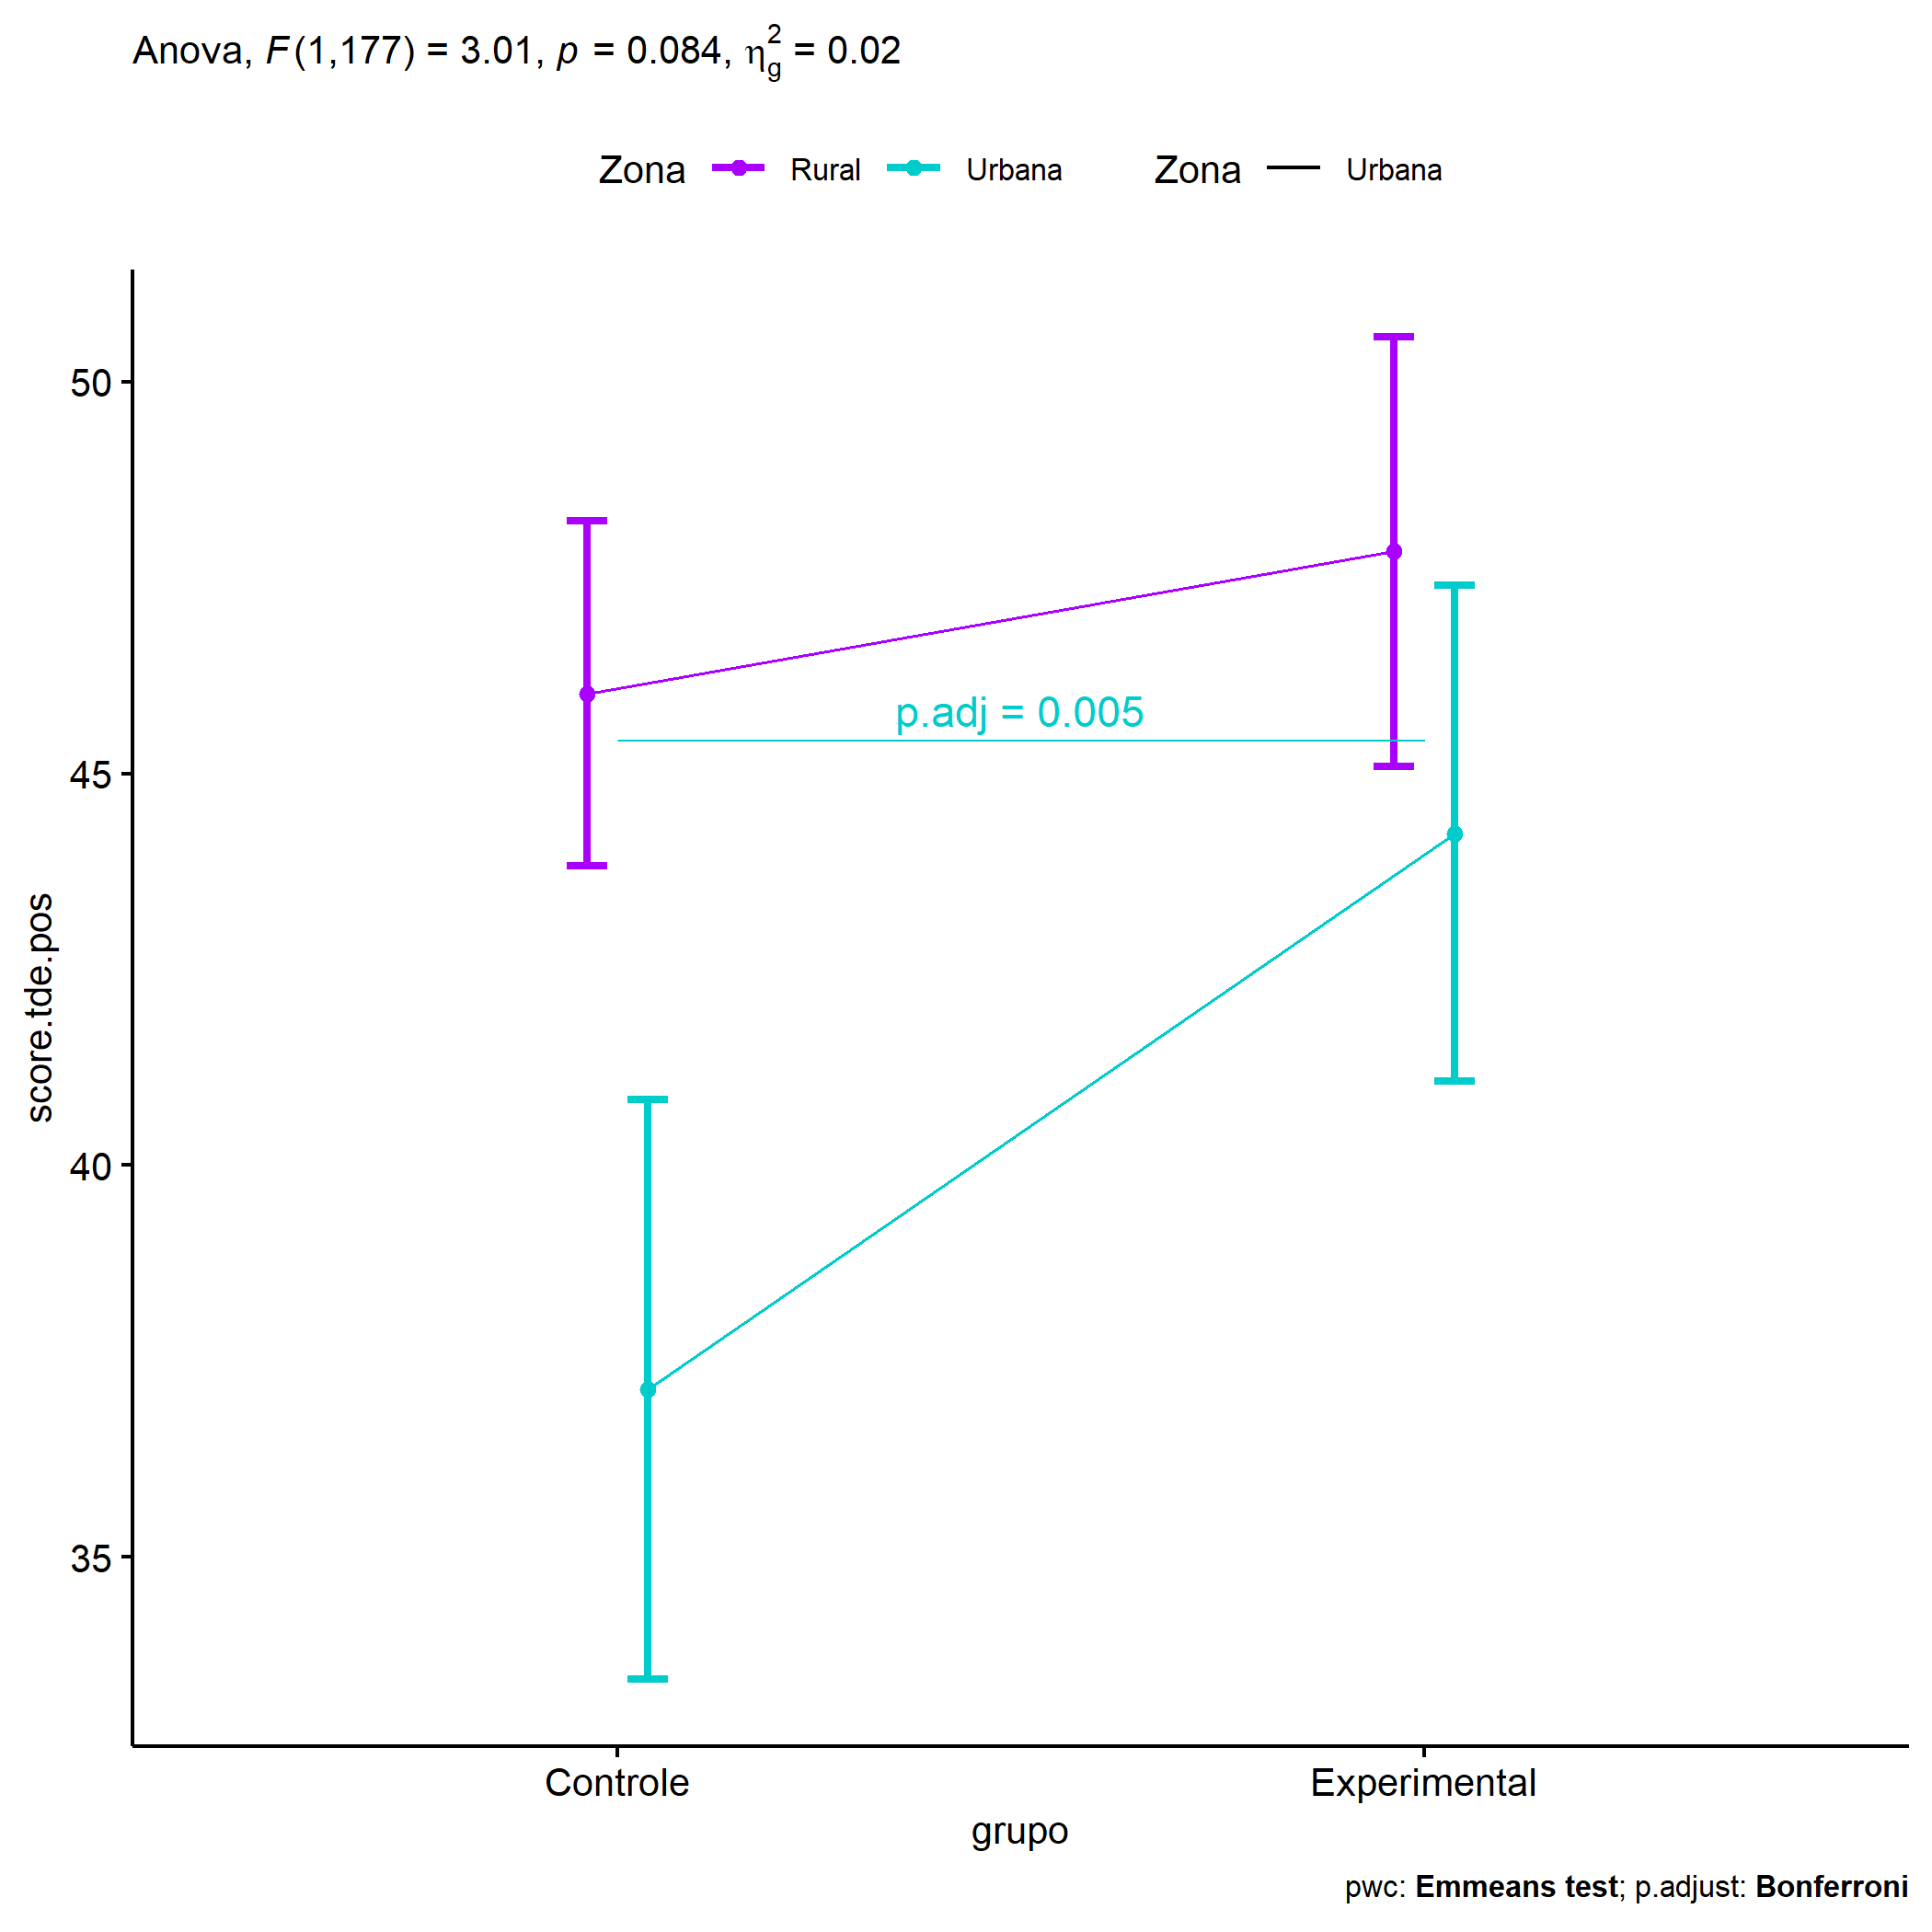 Anova, F(1,177) = 3.01, p = 0.084, η²g = 0.02
Zona Rural Urbana Zona Urbana
50
45
40
35
score.tde.pos
p.adj = 0.005
Controle Experimental
grupo
pwc: Emmeans test; p.adjust: Bonferroni